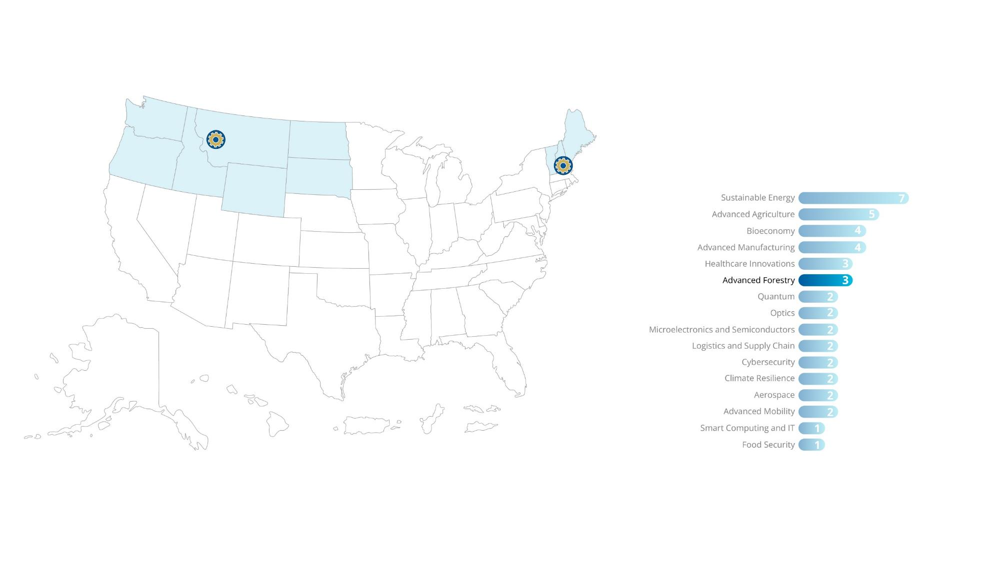 Sustainable Energy 7
Advanced Agriculture 5
Bioeconomy 4
Advanced Manufacturing 4
Healthcare Innovations 3
Advanced Forestry 3
Quantum 2
Optics 2
Microelectronics and Semiconductors 2
Logistics and Supply Chain 2
Cybersecurity 2
Climate Resilience 2
Aerospace 2
Advanced Mobility 2
Smart Computing and IT 1
Food Security 1